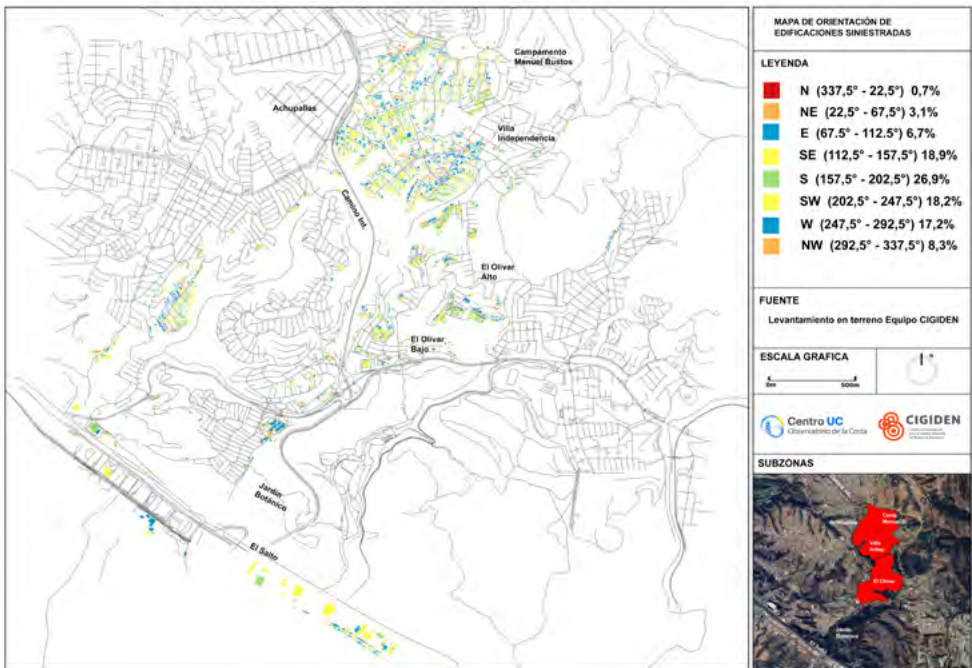 MAPA DE ORIENTACIÓN DE
EDIFICACIONES SINIESTRADAS
LEYENDA
N (337,5° - 22,5°) 0,7%
NE (22,5° - 67,5°) 3,1%
E (67.5° - 112.5°) 6,7%
SE (112,5° - 157,5°) 18,9%
S (157,5° - 202,5°) 26,9%
SW (202,5° - 247,5°) 18,2%
W (247,5° - 292,5°) 17,2%
NW (292,5° - 337,5°) 8,3%
FUENTE
Levantamiento en terreno Equipo CIGIDEN
ESCALA GRAFICA
0m 500m
Centro UC
Observatorio de la Costa
CIGIDEN
SUBZONAS
El Olivar
Jardín
Botánico
Campamento
Manuel Bustos
Achupallas
Villa
Independencia
Camino Int.
El Olivar
Alto
El Olivar
Bajo
Jardín
Botánico
El Salto